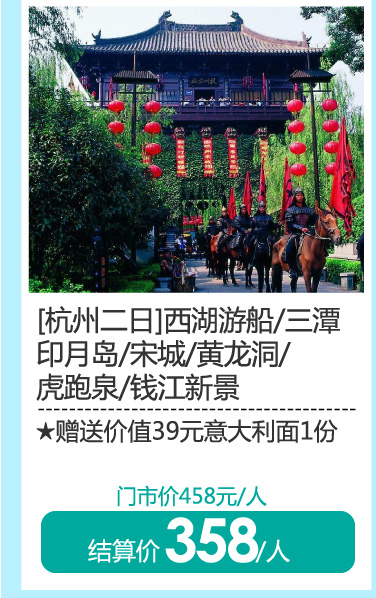 [杭州二日]西湖游船/三潭
印月岛/宋城/黄龙洞/
虎跑泉/钱江新景
★赠送价值39元意大利面1份
门市价458元/人
结算价 358/人